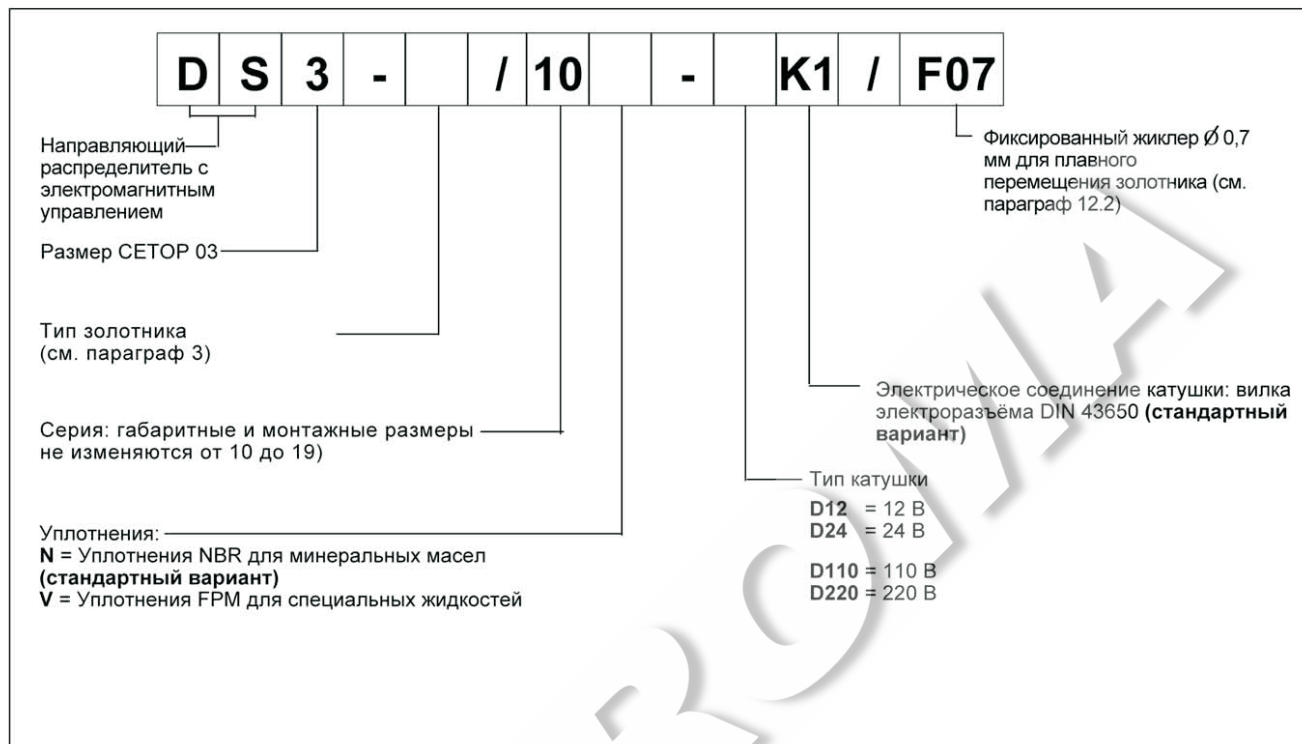 D S 3 - / 10 - K1 / F07
Направляющий
распределитель с
электромагнитным
управлением
Фиксированный жиклер Ø 0,7
мм для плавного
перемещения золотника (см.
параграф 12.2)
Размер CETOP 03
Тип золотника
(см. параграф 3)
Электрическое соединение катушки: вилка
электроразъёма DIN 43650 (стандартный
вариант)
Серия: габаритные и монтажные размеры
не изменяются от 10 до 19)
Тип катушки
D12 = 12 В
D24 = 24 В
D110 = 110 В
D220 = 220 В
Уплотнения:
N = Уплотнения NBR для минеральных масел
(стандартный вариант)
V = Уплотнения FPM для специальных жидкостей
ROMA